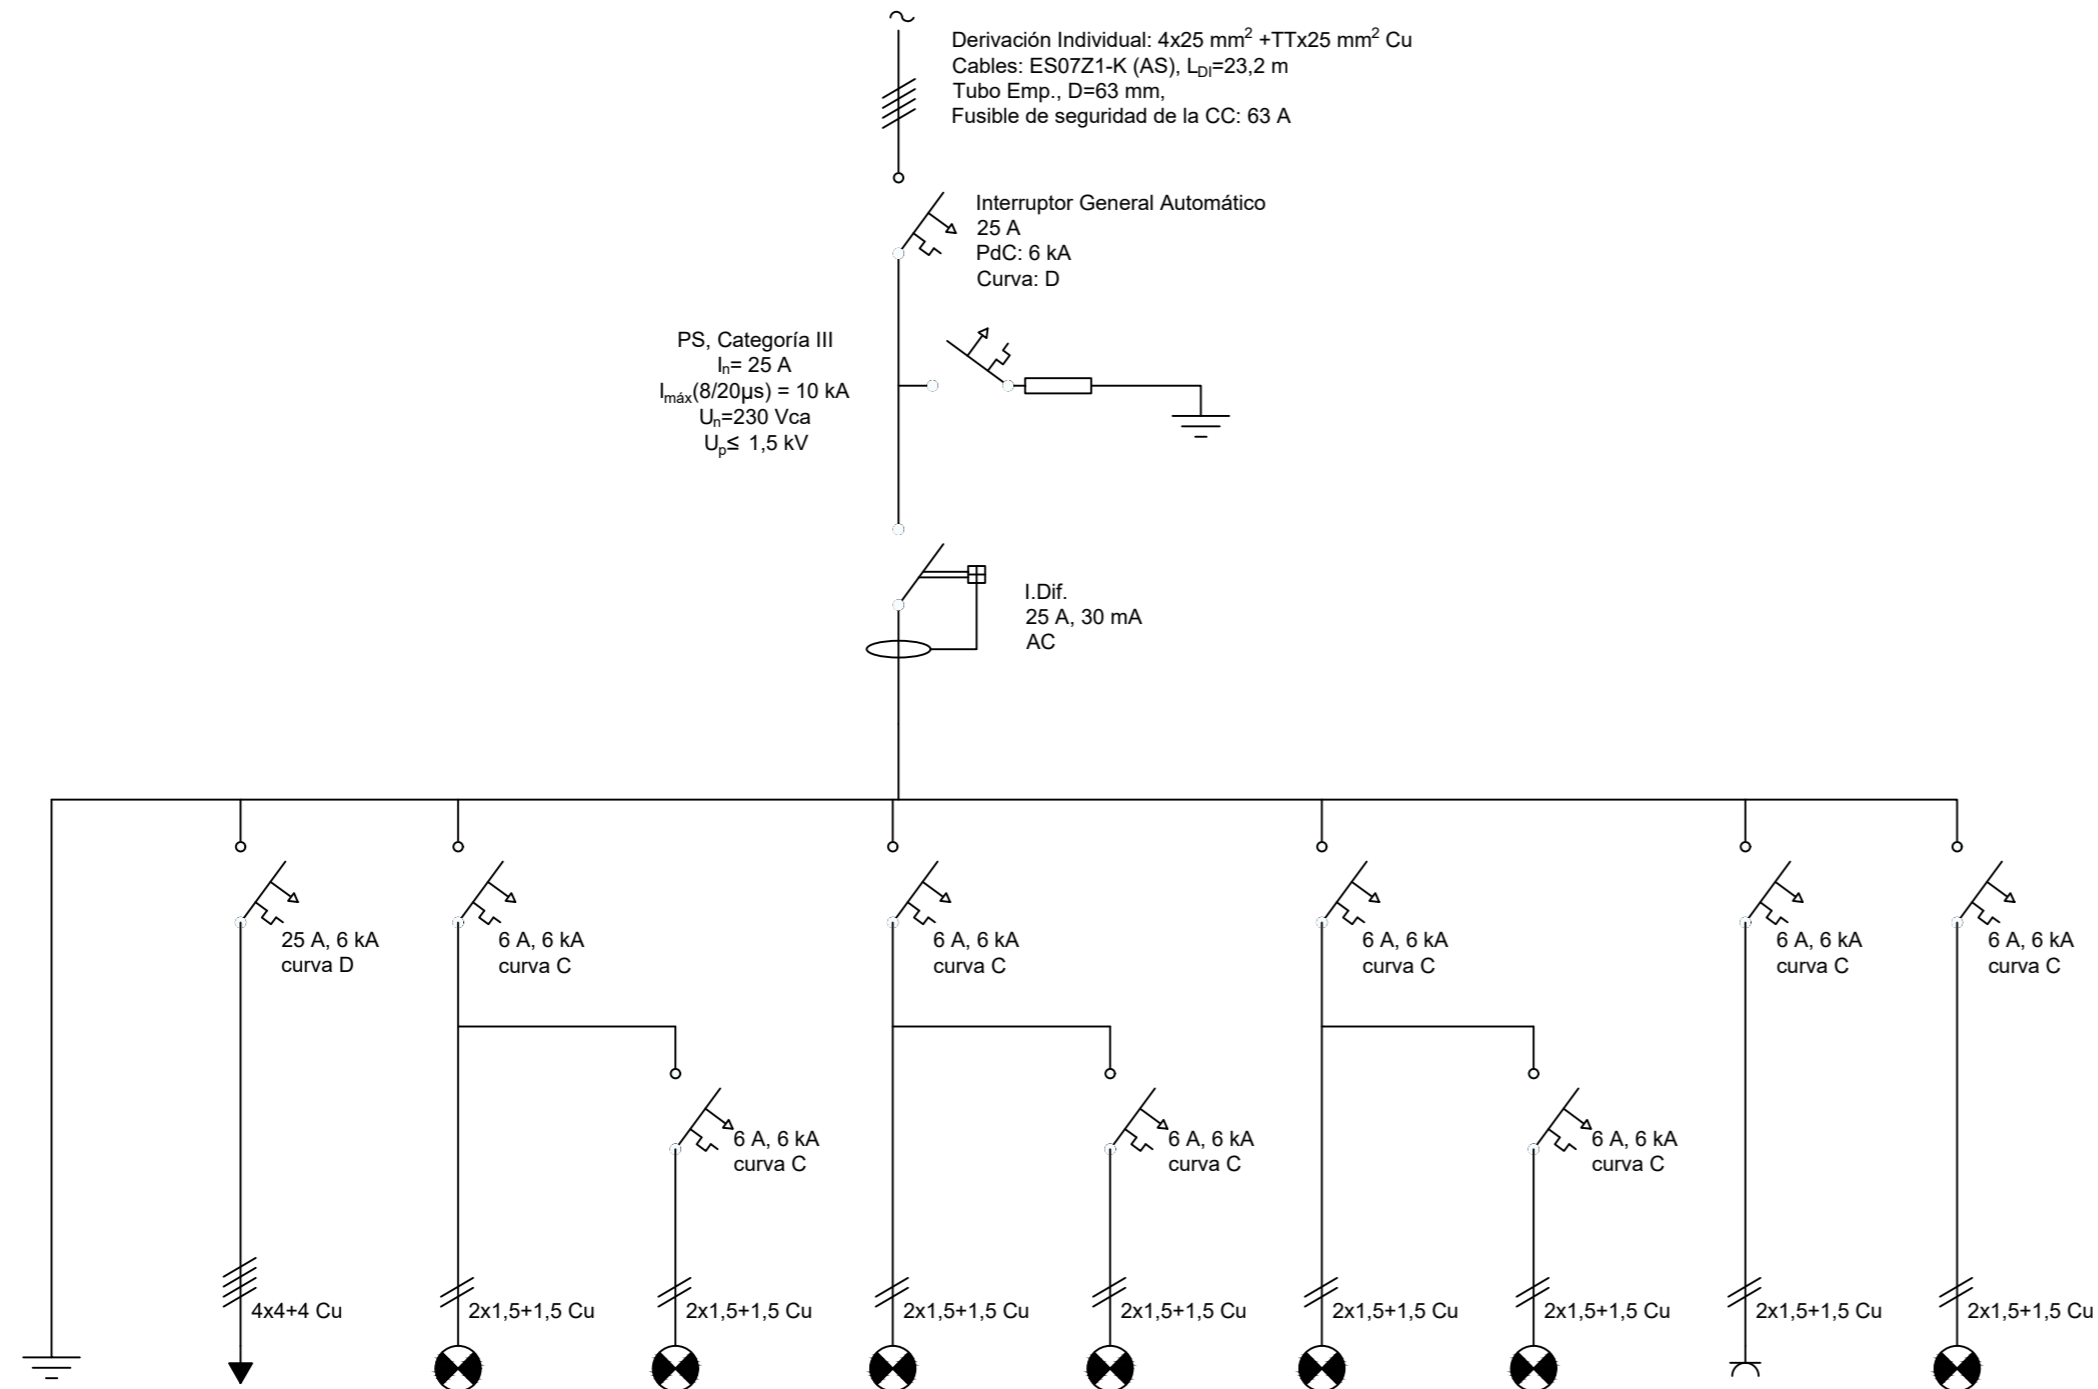 Derivación Individual: 4x25 mm² +TTx25 mm² Cu
Cables: ES07Z1-K (AS), L_DI=23,2 m
Tubo Emp., D=63 mm,
Fusible de seguridad de la CC: 63 A
Interruptor General Automático
25 A
PdC: 6 kA
Curva: D
PS, Categoría III
Iₙ= 25 A
I_máx(8/20µs) = 10 kA
Uₙ=230 Vca
Uₚ≤ 1,5 kV
I.Dif.
25 A, 30 mA
AC
25 A, 6 kA
curva D
6 A, 6 kA
curva C
6 A, 6 kA
curva C
6 A, 6 kA
curva C
6 A, 6 kA
curva C
6 A, 6 kA
curva C
6 A, 6 kA
curva C
6 A, 6 kA
curva C
6 A, 6 kA
curva C
4x4+4 Cu
2x1,5+1,5 Cu
2x1,5+1,5 Cu
2x1,5+1,5 Cu
2x1,5+1,5 Cu
2x1,5+1,5 Cu
2x1,5+1,5 Cu
2x1,5+1,5 Cu
2x1,5+1,5 Cu